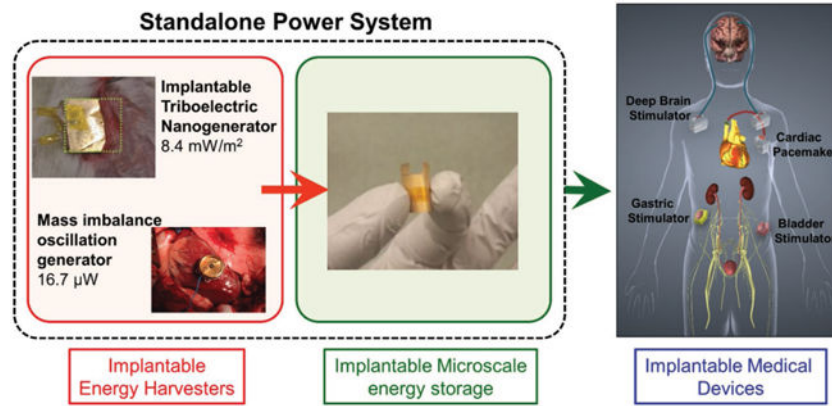 Standalone Power System
Implantable
Triboelectric
Nanogenerator
8.4 mW/m²
Mass imbalance
oscillation
generator
16.7 µW
Deep Brain
Stimulator
Cardiac
Pacemake
Gastric
Stimulator
Bladder
Stimulato
Implantable
Energy Harvesters
Implantable Microscale
energy storage
Implantable Medical
Devices